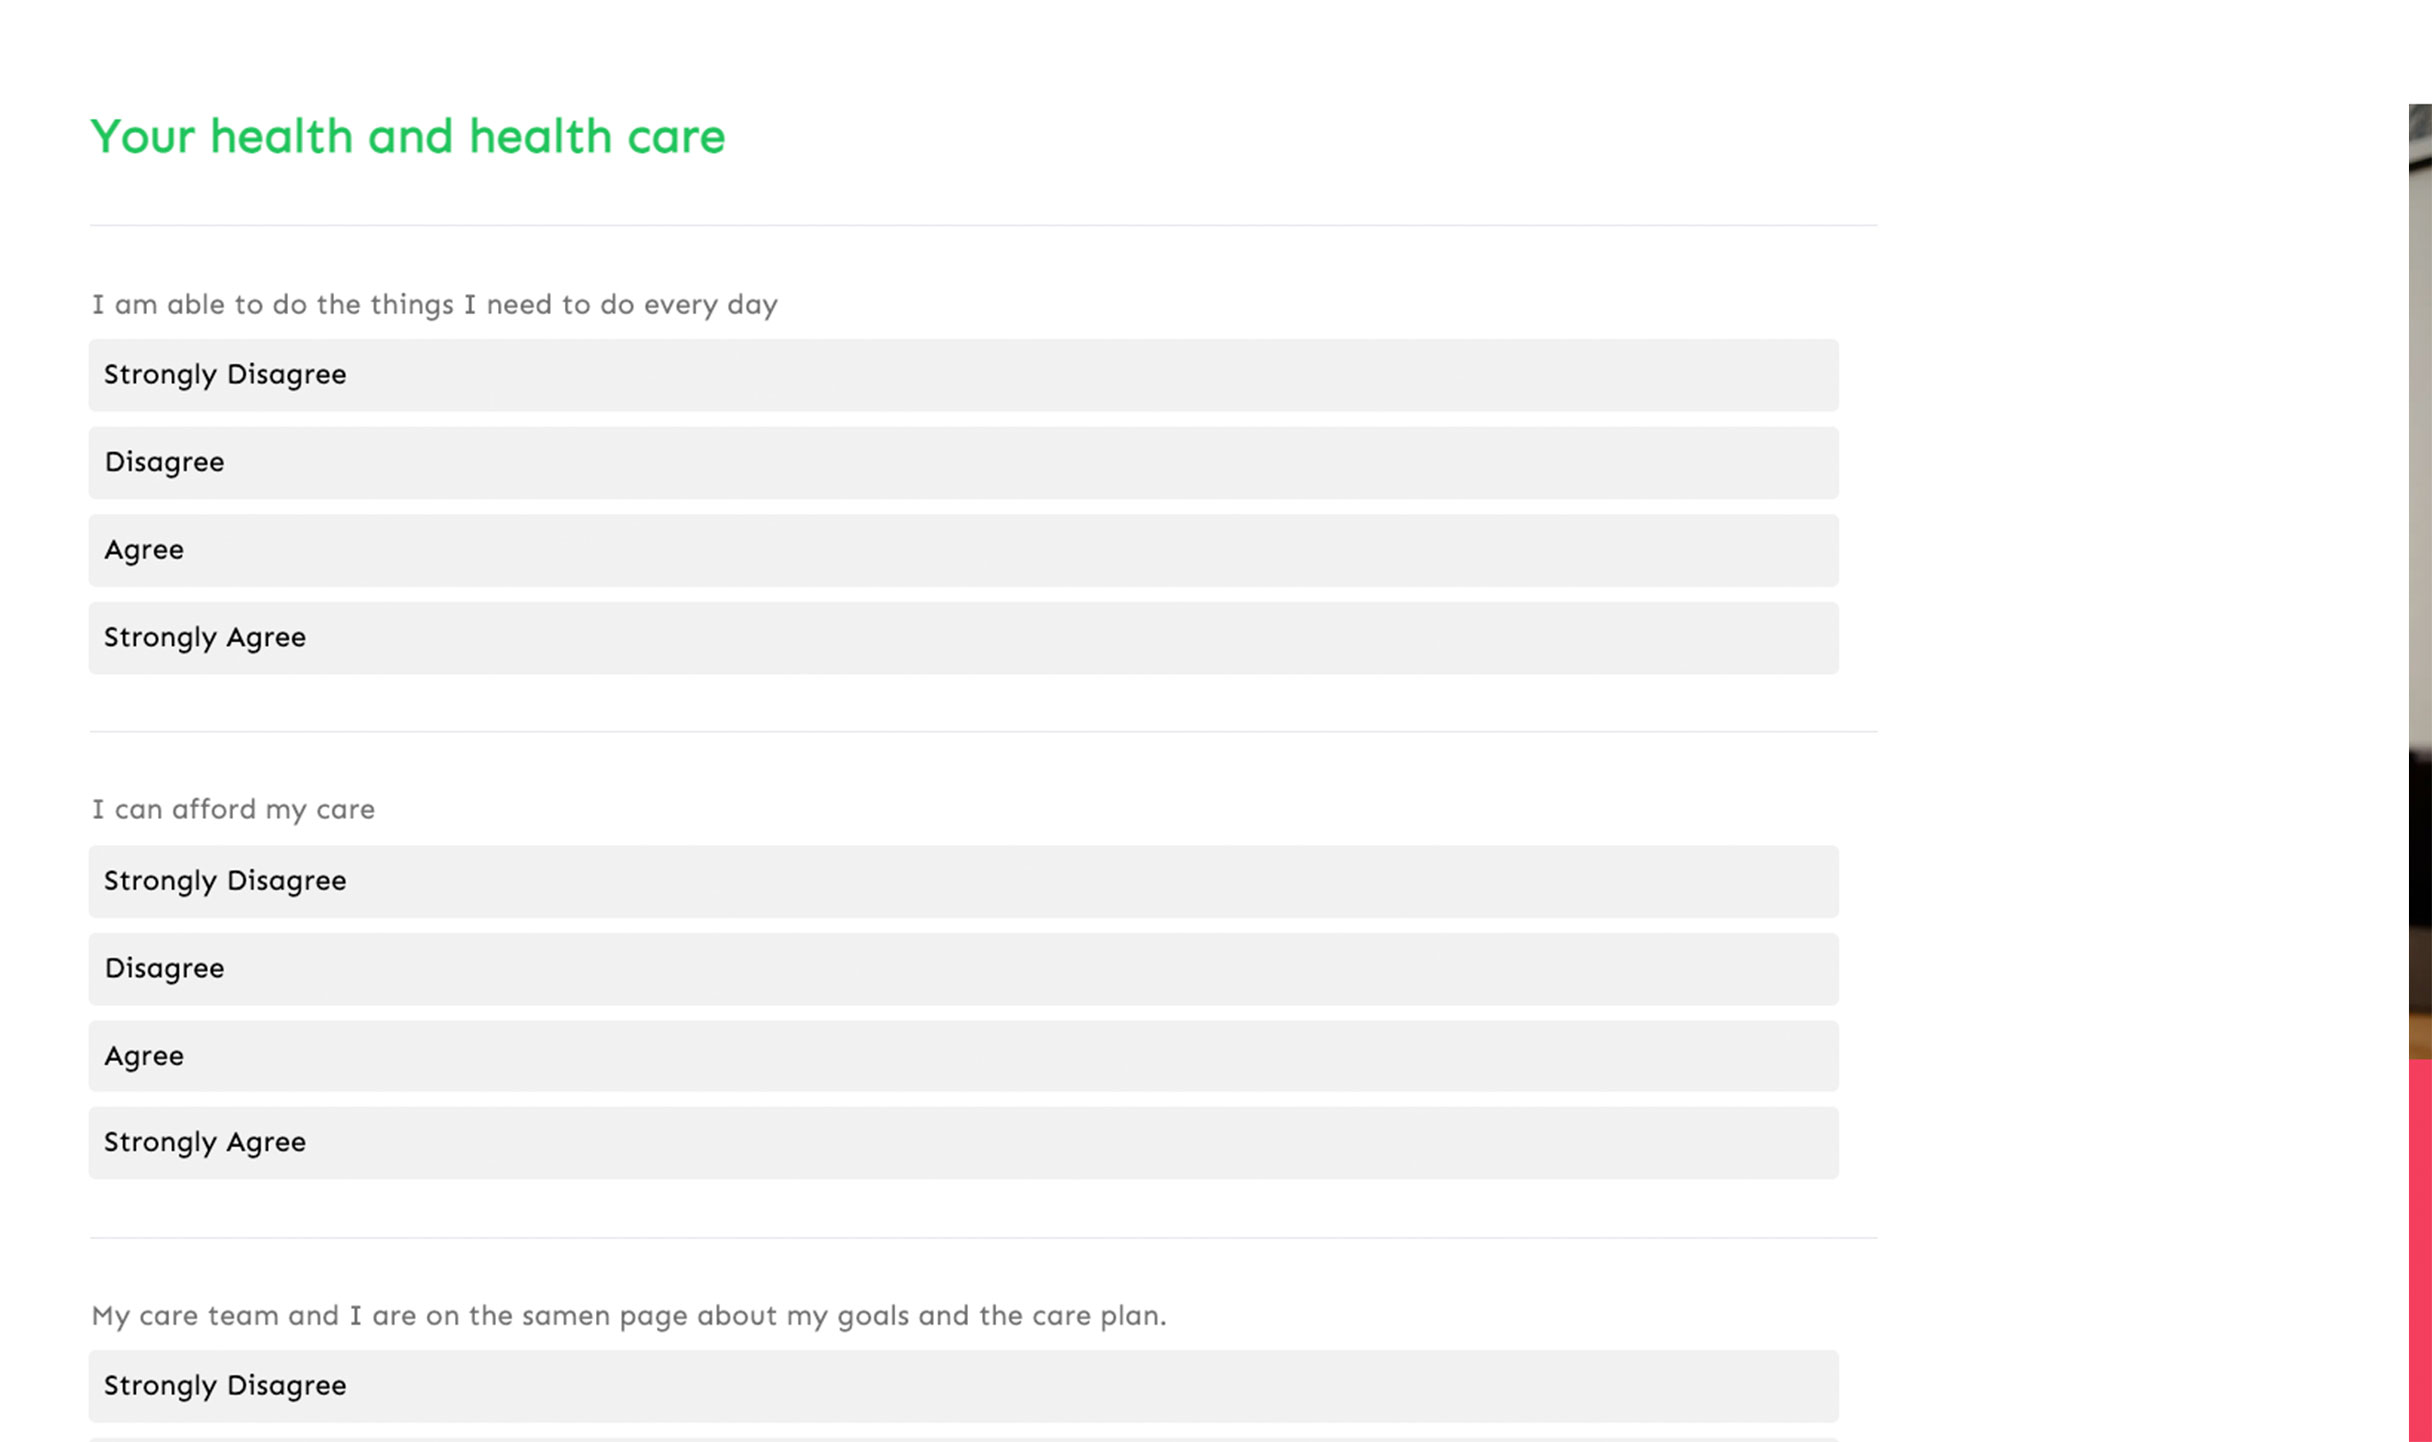 Your health and health care
I am able to do the things I need to do every day
Strongly Disagree
Disagree
Agree
Strongly Agree
I can afford my care
Strongly Disagree
Disagree
Agree
Strongly Agree
My care team and I are on the samen page about my goals and the care plan.
Strongly Disagree